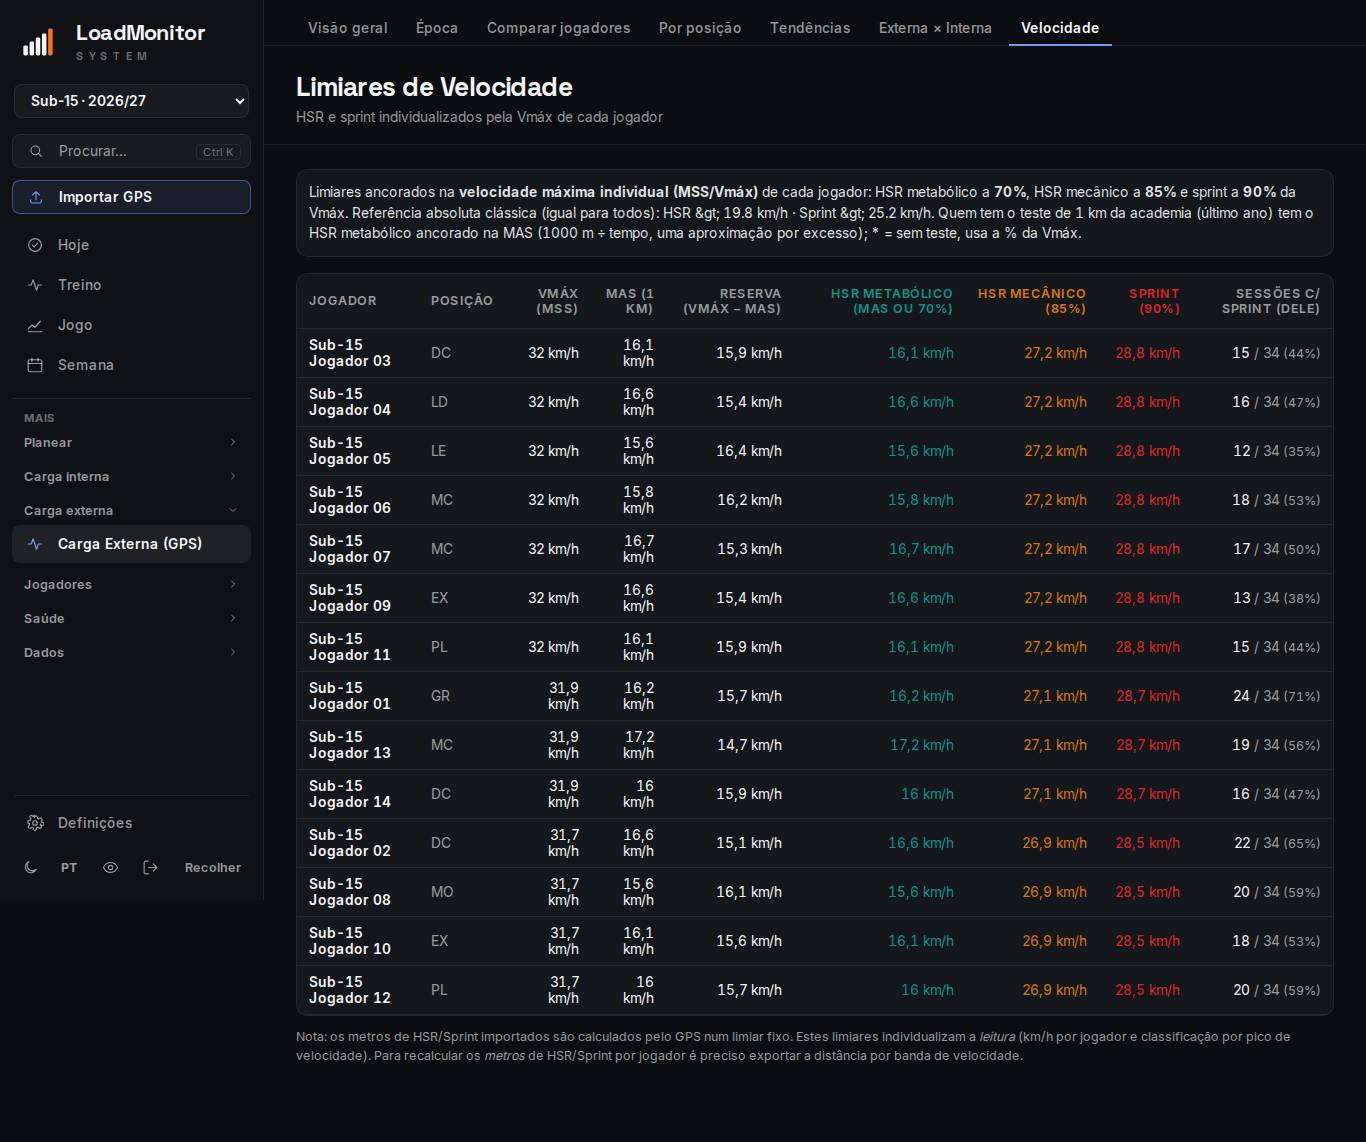 LoadMonitor
SYSTEM
Sub-15 · 2026/27
Procurar...
Ctrl K
Importar GPS
Hoje
Treino
Jogo
Semana
MAIS
Planear
Carga interna
Carga externa
Carga Externa (GPS)
Jogadores
Saúde
Dados
Definições
PT
Recolher
Visão geral Época Comparar jogadores Por posição Tendências Externa × Interna Velocidade
Limiares de Velocidade
HSR e sprint individualizados pela Vmáx de cada jogador
Limiares ancorados na velocidade máxima individual (MSS/Vmáx) de cada jogador: HSR metabólico a 70%, HSR mecânico a 85% e sprint a 90% da
Vmáx. Referência absoluta clássica (igual para todos): HSR &gt; 19.8 km/h · Sprint &gt; 25.2 km/h. Quem tem o teste de 1 km da academia (último ano) tem o
HSR metabólico ancorado na MAS (1000 m ÷ tempo, uma aproximação por excesso); * = sem teste, usa a % da Vmáx.
JOGADOR POSIÇÃO VMÁX (MSS) MAS (1 KM) RESERVA (VMÁX – MAS) HSR METABÓLICO (MAS OU 70%) HSR MECÂNICO (85%) SPRINT (90%) SESSÕES C/ SPRINT (DELE)
Sub-15 Jogador 03 DC 32 km/h 16,1 km/h 15,9 km/h 16,1 km/h 27,2 km/h 28,8 km/h 15 / 34 (44%)
Sub-15 Jogador 04 LD 32 km/h 16,6 km/h 15,4 km/h 16,6 km/h 27,2 km/h 28,8 km/h 16 / 34 (47%)
Sub-15 Jogador 05 LE 32 km/h 15,6 km/h 16,4 km/h 15,6 km/h 27,2 km/h 28,8 km/h 12 / 34 (35%)
Sub-15 Jogador 06 MC 32 km/h 15,8 km/h 16,2 km/h 15,8 km/h 27,2 km/h 28,8 km/h 18 / 34 (53%)
Sub-15 Jogador 07 MC 32 km/h 16,7 km/h 15,3 km/h 16,7 km/h 27,2 km/h 28,8 km/h 17 / 34 (50%)
Sub-15 Jogador 09 EX 32 km/h 16,6 km/h 15,4 km/h 16,6 km/h 27,2 km/h 28,8 km/h 13 / 34 (38%)
Sub-15 Jogador 11 PL 32 km/h 16,1 km/h 15,9 km/h 16,1 km/h 27,2 km/h 28,8 km/h 15 / 34 (44%)
Sub-15 Jogador 01 GR 31,9 km/h 16,2 km/h 15,7 km/h 16,2 km/h 27,1 km/h 28,7 km/h 24 / 34 (71%)
Sub-15 Jogador 13 MC 31,9 km/h 17,2 km/h 14,7 km/h 17,2 km/h 27,1 km/h 28,7 km/h 19 / 34 (56%)
Sub-15 Jogador 14 DC 31,9 km/h 16 km/h 15,9 km/h 16 km/h 27,1 km/h 28,7 km/h 16 / 34 (47%)
Sub-15 Jogador 02 DC 31,7 km/h 16,6 km/h 15,1 km/h 16,6 km/h 26,9 km/h 28,5 km/h 22 / 34 (65%)
Sub-15 Jogador 08 MO 31,7 km/h 15,6 km/h 16,1 km/h 15,6 km/h 26,9 km/h 28,5 km/h 20 / 34 (59%)
Sub-15 Jogador 10 EX 31,7 km/h 16,1 km/h 15,6 km/h 16,1 km/h 26,9 km/h 28,5 km/h 18 / 34 (53%)
Sub-15 Jogador 12 PL 31,7 km/h 16 km/h 15,7 km/h 16 km/h 26,9 km/h 28,5 km/h 20 / 34 (59%)
Nota: os metros de HSR/Sprint importados são calculados pelo GPS num limiar fixo. Estes limiares individualizam a leitura (km/h por jogador e classificação por pico de
velocidade). Para recalcular os metros de HSR/Sprint por jogador é preciso exportar a distância por banda de velocidade.